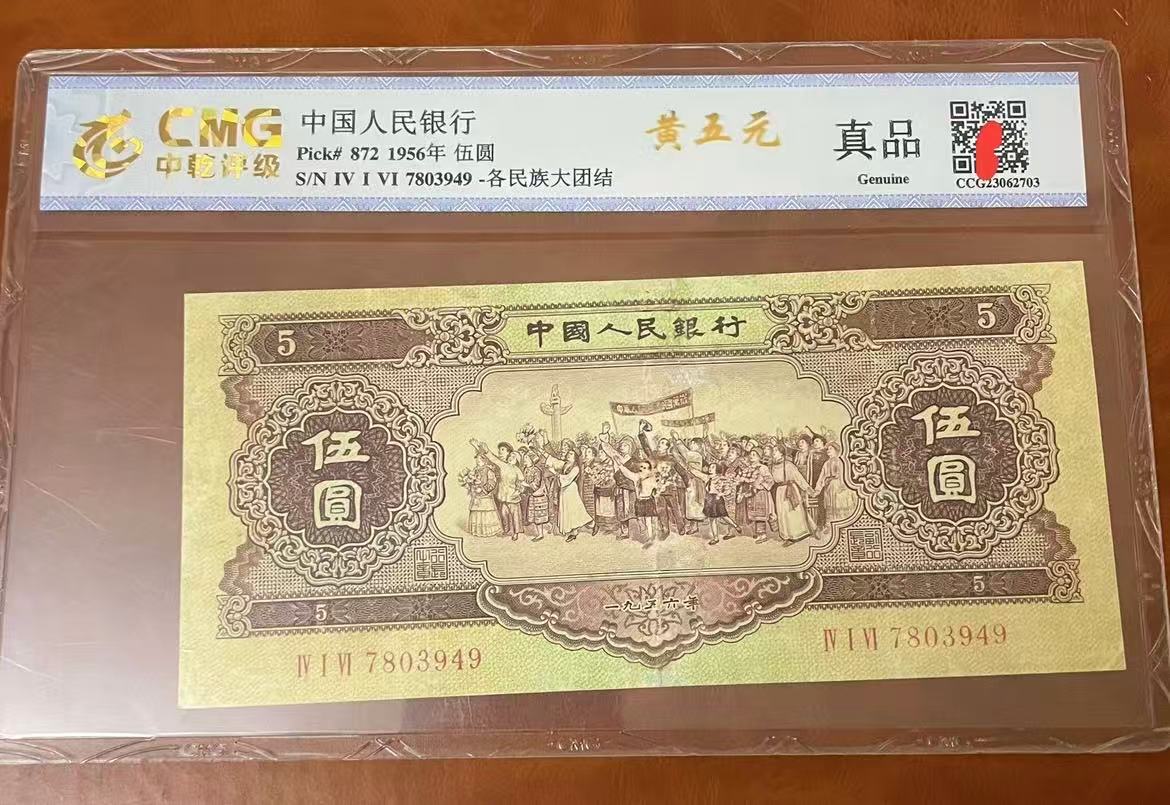 CMG
中乾评级
中国人民银行
Pick# 872 1956年 伍圆
S/N IV I VI 7803949 -各民族大团结
黄五元
真品
Genuine
CCG23062703
中國人民銀行
5
5
伍
圓
伍
圓
5
5
一九五六年
IV I VI 7803949
IV I VI 7803949